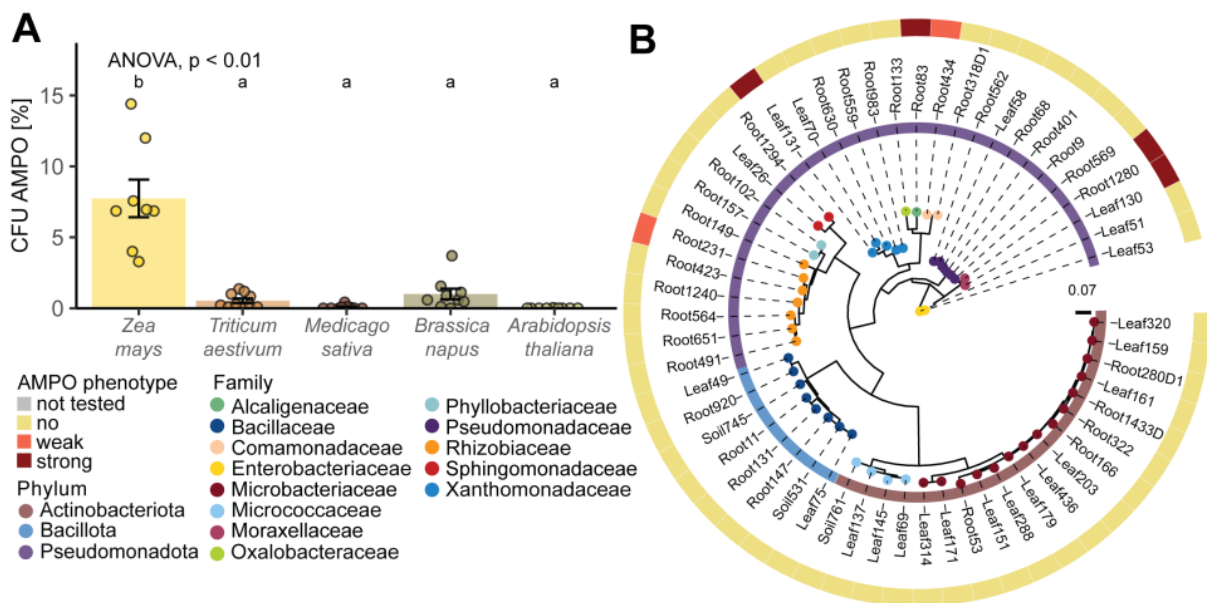 A
ANOVA, p < 0.01
b a a a a
CFU AMPO [%]
15
10
5
0
Zea mays
Triticum aestivum
Medicago sativa
Brassica napus
Arabidopsis thaliana
AMPO phenotype
not tested
no
weak
strong
Phylum
Actinobacteriota
Bacillota
Pseudomonadota
Family
Alcaligenaceae
Bacillaceae
Comamonadaceae
Enterobacteriaceae
Microbacteriaceae
Micrococcaceae
Moraxellaceae
Oxalobacteraceae
Phyllobacteriaceae
Pseudomonadaceae
Rhizobiaceae
Sphingomonadaceae
Xanthomonadaceae
B
Root491
Root651
Root564
Root1240
Root423
Root231
Root149
Root157
Root102
Leaf26
Root1294
Leaf131
Leaf70
Root630
Root559
Root983
Root133
Root83
Root434
Root318D1
Root562
Leaf58
Root68
Root401
Root9
Root569
Root1280
Leaf130
Leaf51
Leaf53
0.07
Leaf320
Leaf159
Root280D1
Leaf161
Root1433D
Root322
Root166
Leaf203
Leaf436
Leaf179
Leaf288
Leaf151
Root53
Leaf171
Leaf314
Leaf69
Leaf145
Leaf137
Soil761
Leaf75
Soil531
Root147
Root131
Root11
Soil745
Root920
Leaf49